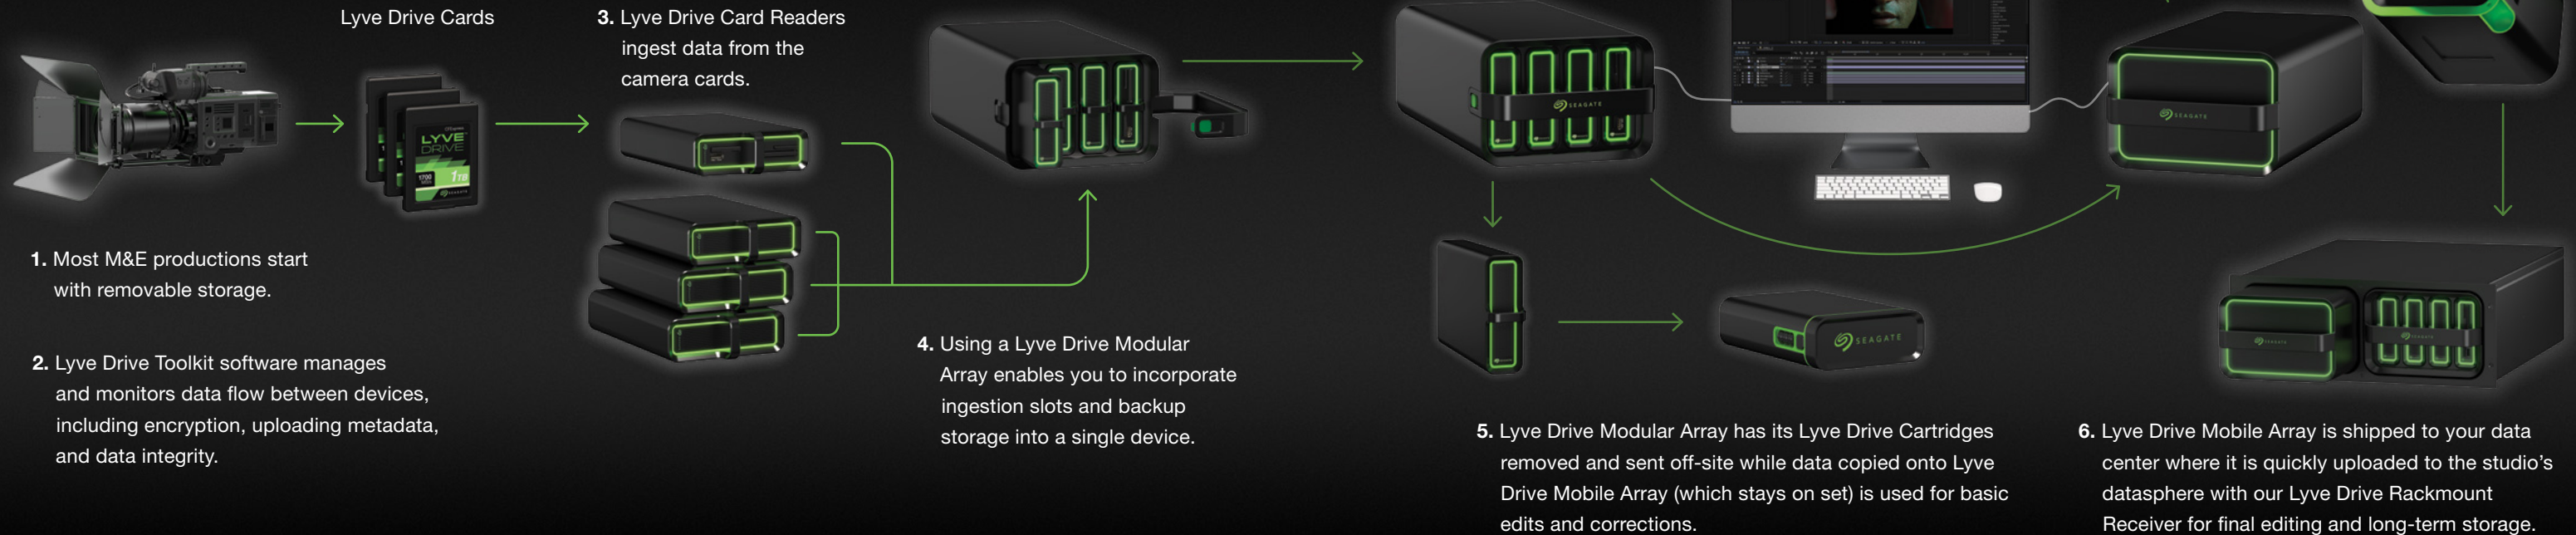 Lyve Drive Cards
LYVE
DRIVE
1TB
SEAGATE
1. Most M&E productions start
with removable storage.
2. Lyve Drive Toolkit software manages
and monitors data flow between devices,
including encryption, uploading metadata,
and data integrity.
3. Lyve Drive Card Readers
ingest data from the
camera cards.
4. Using a Lyve Drive Modular
Array enables you to incorporate
ingestion slots and backup
storage into a single device.
SEAGATE
SEAGATE
SEAGATE
5. Lyve Drive Modular Array has its Lyve Drive Cartridges
removed and sent off-site while data copied onto Lyve
Drive Mobile Array (which stays on set) is used for basic
edits and corrections.
SEAGATE
SEAGATE
6. Lyve Drive Mobile Array is shipped to your data
center where it is quickly uploaded to the studio's
datasphere with our Lyve Drive Rackmount
Receiver for final editing and long-term storage.